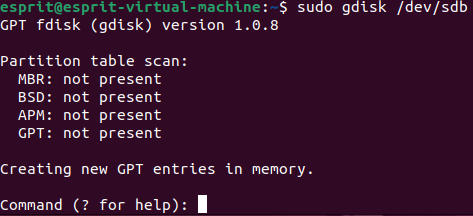 esprit@esprit-virtual-machine:~$ sudo gdisk /dev/sdb
GPT fdisk (gdisk) version 1.0.8
Partition table scan:
  MBR: not present
  BSD: not present
  APM: not present
  GPT: not present
Creating new GPT entries in memory.
Command (? for help):